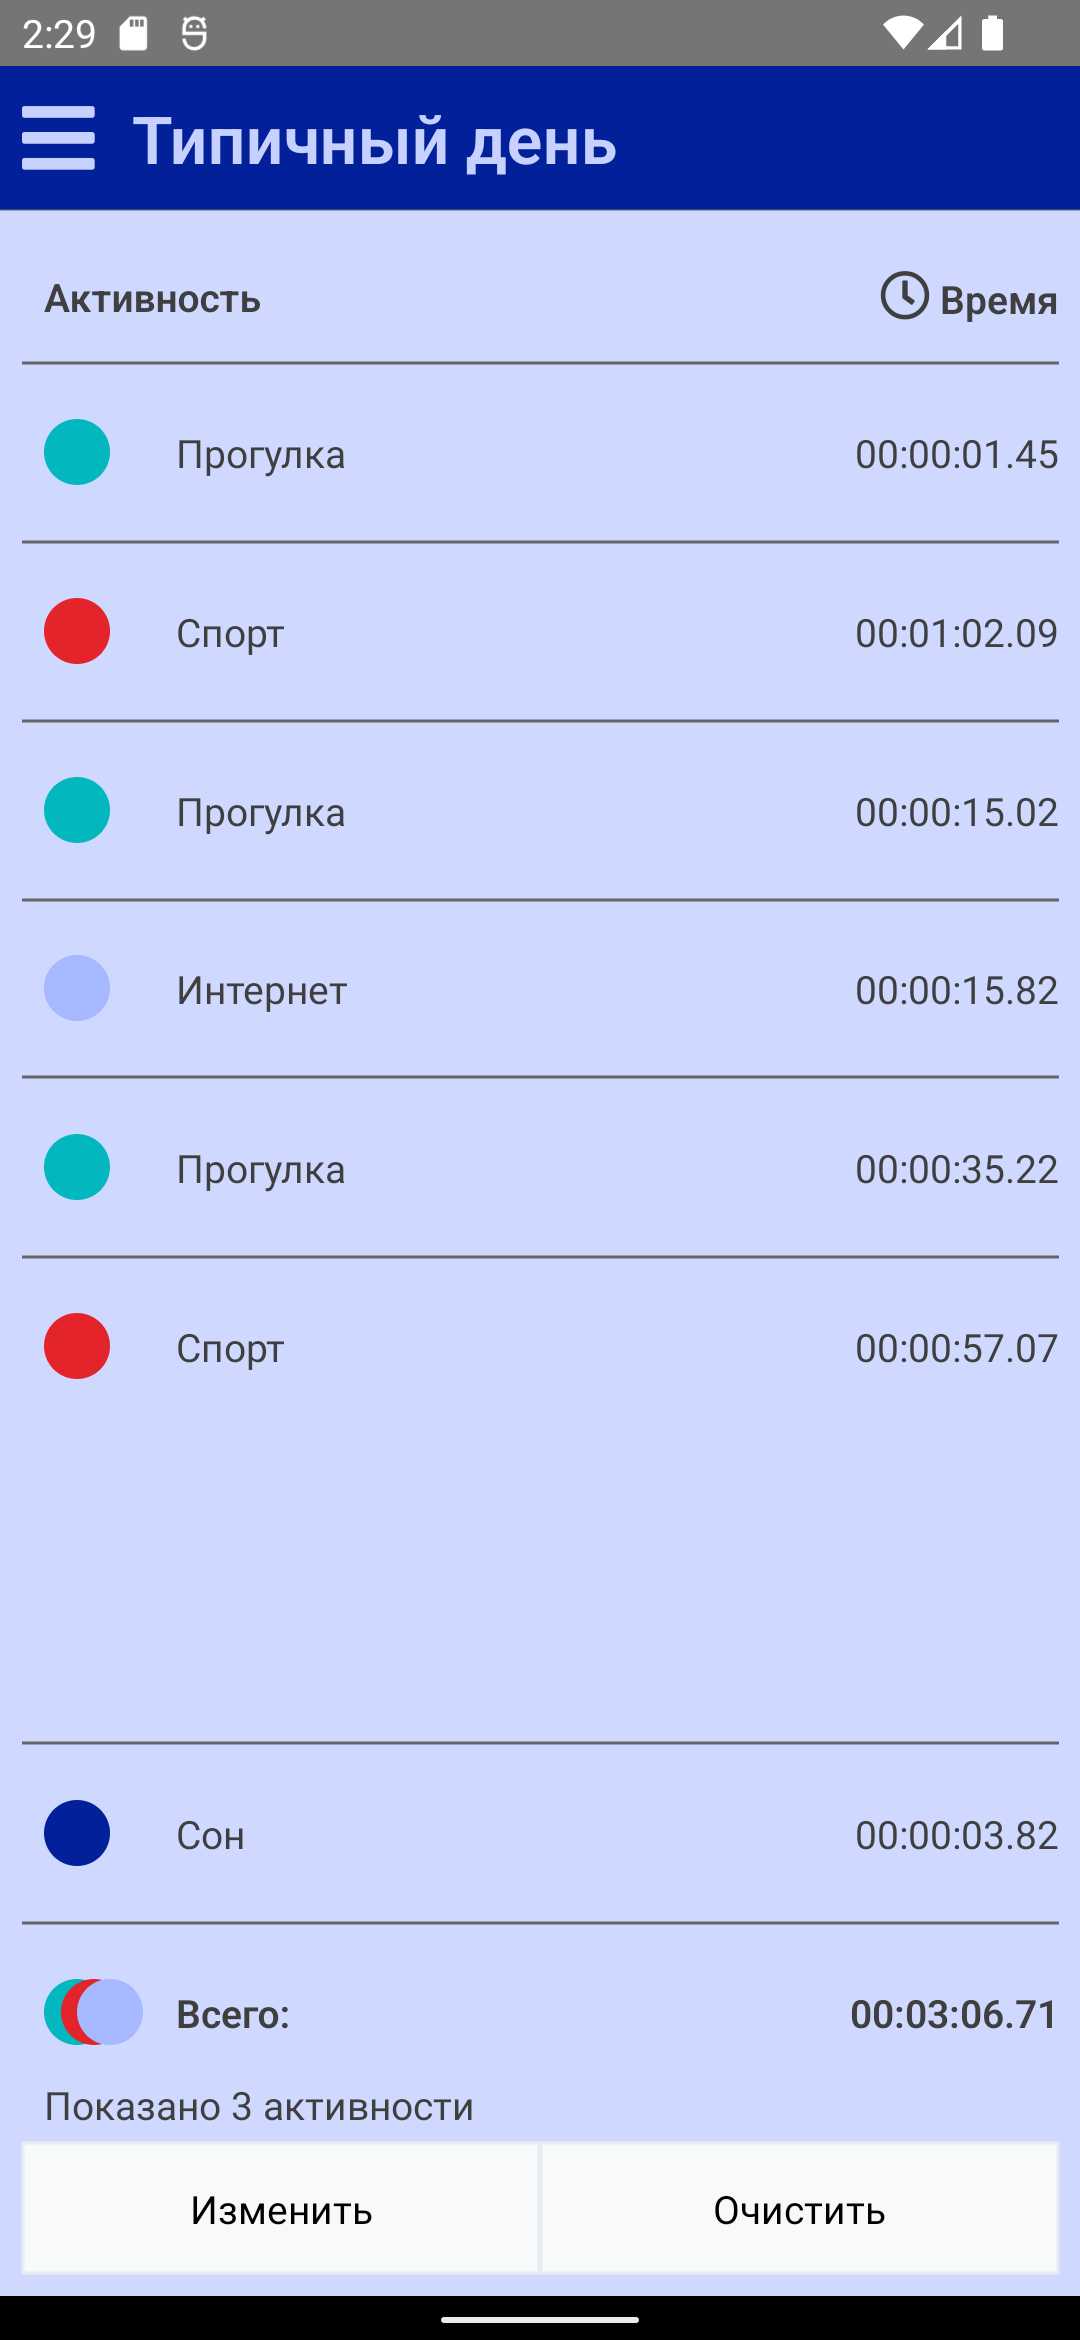 2:29
Типичный день
Активность Время
Прогулка 00:00:01.45
Спорт 00:01:02.09
Прогулка 00:00:15.02
Интернет 00:00:15.82
Прогулка 00:00:35.22
Спорт 00:00:57.07
Сон 00:00:03.82
Всего: 00:03:06.71
Показано 3 активности
Изменить Очистить